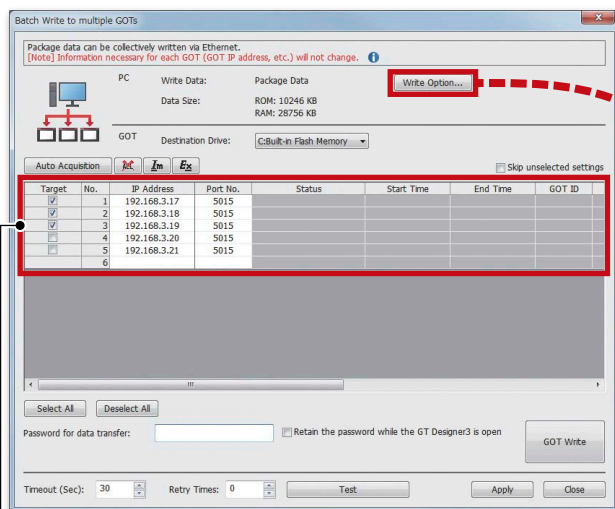 Batch Write to multiple GOTs
Package data can be collectively written via Ethernet.
[Note] Information necessary for each GOT (GOT IP address, etc.) will not change.
PC Write Data: Package Data Write Option...
Data Size: ROM: 10246 KB
RAM: 28756 KB
GOT Destination Drive: C:Built-in Flash Memory
Auto Acquisition Im Ex Skip unselected settings
Target No. IP Address Port No. Status Start Time End Time GOT ID
1 192.168.3.17 5015
2 192.168.3.18 5015
3 192.168.3.19 5015
4 192.168.3.20 5015
5 192.168.3.21 5015
6
Select All Deselect All
Password for data transfer: Retain the password while the GT Designer3 is open
GOT Write
Timeout (Sec): 30 Retry Times: 0 Test Apply Close